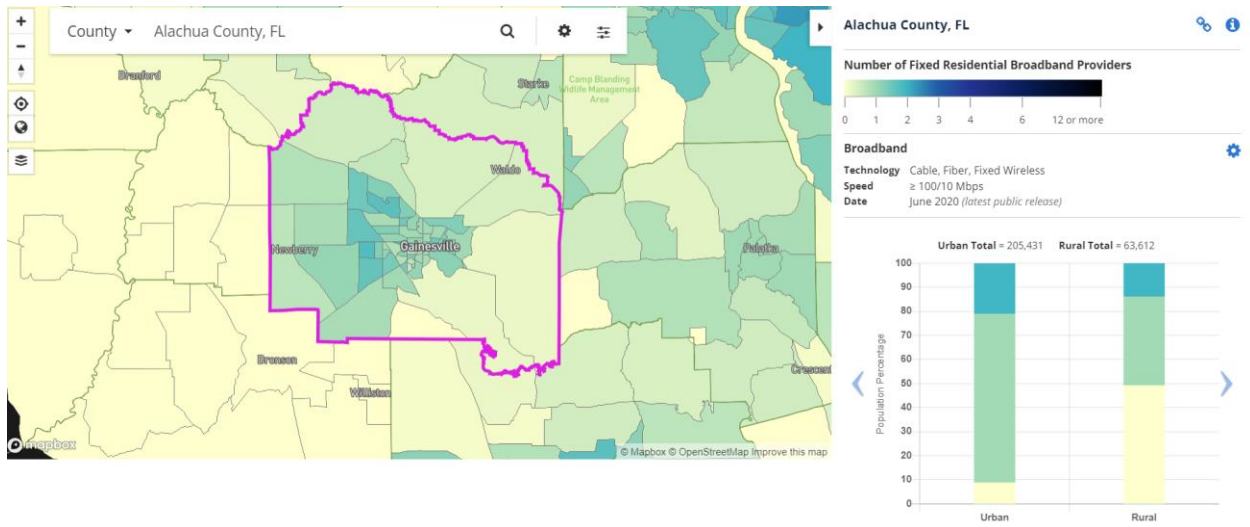 County Alachua County, FL
Branford
Starke
Camp Blanding
Wildlife Management
Area
Waldo
Newberry
Gainesville
Palatka
Bronson
Williston
Crescent
mapbox
© Mapbox © OpenStreetMap Improve this map
Alachua County, FL
Number of Fixed Residential Broadband Providers
0 1 2 3 4 6 12 or more
Broadband
Technology Cable, Fiber, Fixed Wireless
Speed ≥ 100/10 Mbps
Date June 2020 (latest public release)
Urban Total = 205,431 Rural Total = 63,612
Population Percentage
100
90
80
70
60
50
40
30
20
10
0
Urban Rural